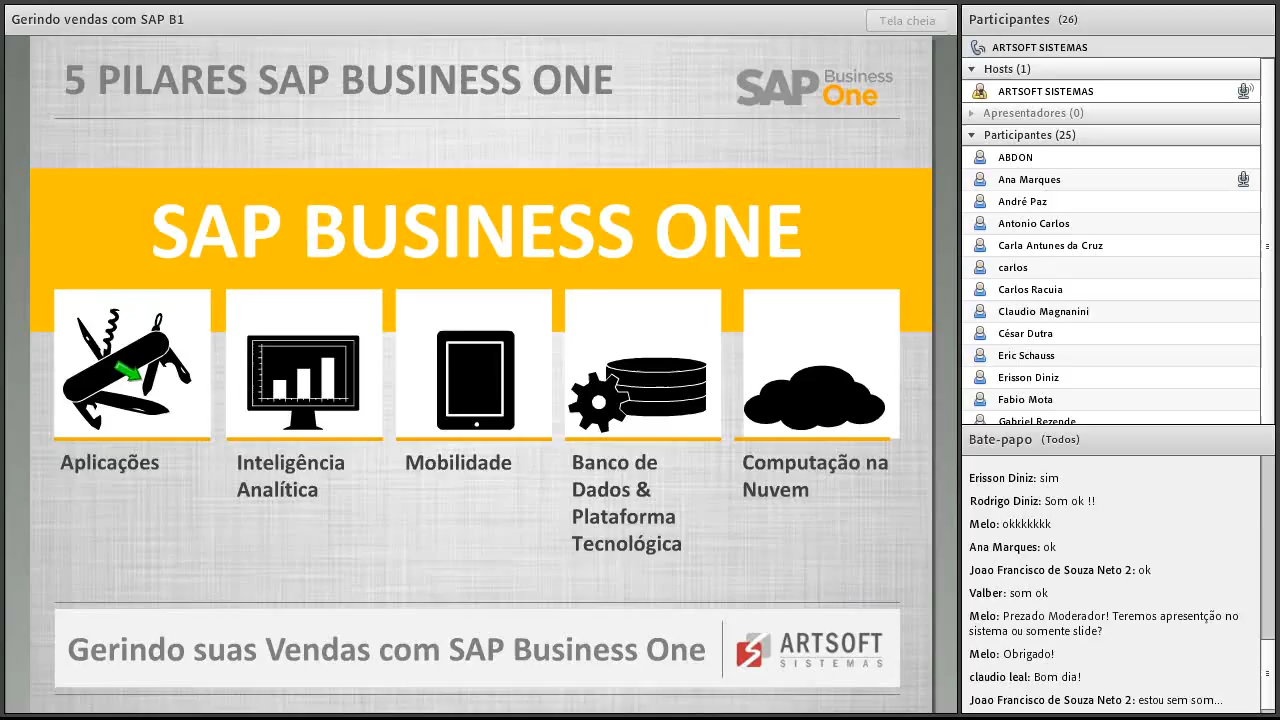 Gerindo vendas com SAP B1
Tela cheia
5 PILARES SAP BUSINESS ONE
SAP Business One
SAP BUSINESS ONE
Aplicações
Inteligência
Analítica
Mobilidade
Banco de
Dados &
Plataforma
Tecnológica
Computação na
Nuvem
Gerindo suas Vendas com SAP Business One
ARTSOFT
SISTEMAS
Participantes (26)
ARTSOFT SISTEMAS
Hosts (1)
ARTSOFT SISTEMAS
Apresentadores (0)
Participantes (25)
ABDON
Ana Marques
André Paz
Antonio Carlos
Carla Antunes da Cruz
carlos
Carlos Racuia
Claudio Magnanini
César Dutra
Eric Schauss
Erisson Diniz
Fabio Mota
Gabriel Rezende
Bate-papo (Todos)
Erisson Diniz: sim
Rodrigo Diniz: Som ok !!
Melo: okkkkkkk
Ana Marques: ok
Joao Francisco de Souza Neto 2: ok
Valber: som ok
Melo: Prezado Moderador! Teremos apresentção no
sistema ou somente slide?
Melo: Obrigado!
claudio leal: Bom dia!
Joao Francisco de Souza Neto 2: estou sem som...